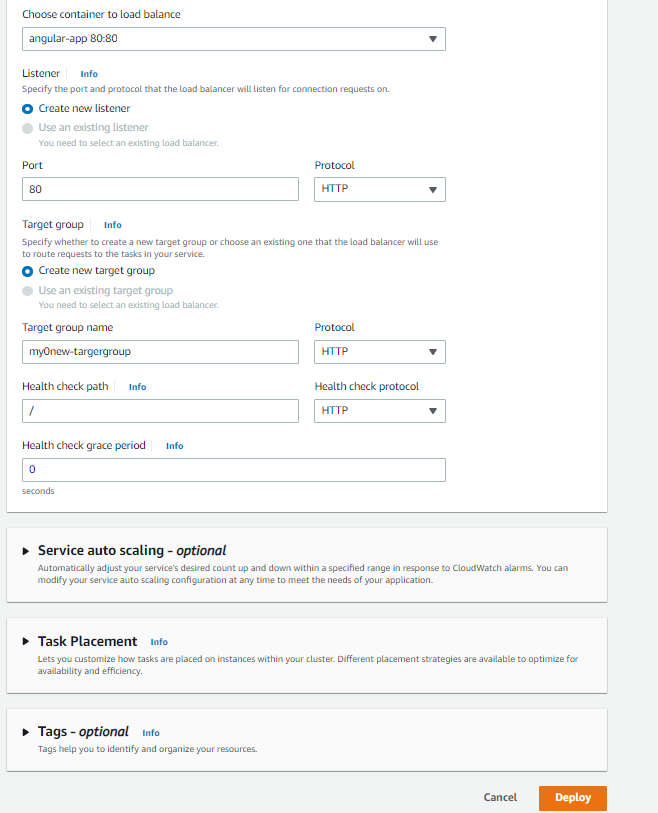 Choose container to load balance
angular-app 80:80
Listener Info
Specify the port and protocol that the load balancer will listen for connection requests on.
Create new listener
Use an existing listener
You need to select an existing load balancer.
Port Protocol
80 HTTP
Target group Info
Specify whether to create a new target group or choose an existing one that the load balancer will use
to route requests to the tasks in your service.
Create new target group
Use an existing target group
You need to select an existing load balancer.
Target group name Protocol
my0new-targergroup HTTP
Health check path Info Health check protocol
/ HTTP
Health check grace period Info
0
seconds
Service auto scaling - optional
Automatically adjust your service's desired count up and down within a specified range in response to CloudWatch alarms. You can
modify your service auto scaling configuration at any time to meet the needs of your application.
Task Placement Info
Lets you customize how tasks are placed on instances within your cluster. Different placement strategies are available to optimize for
availability and efficiency.
Tags - optional Info
Tags help you to identify and organize your resources.
Cancel Deploy